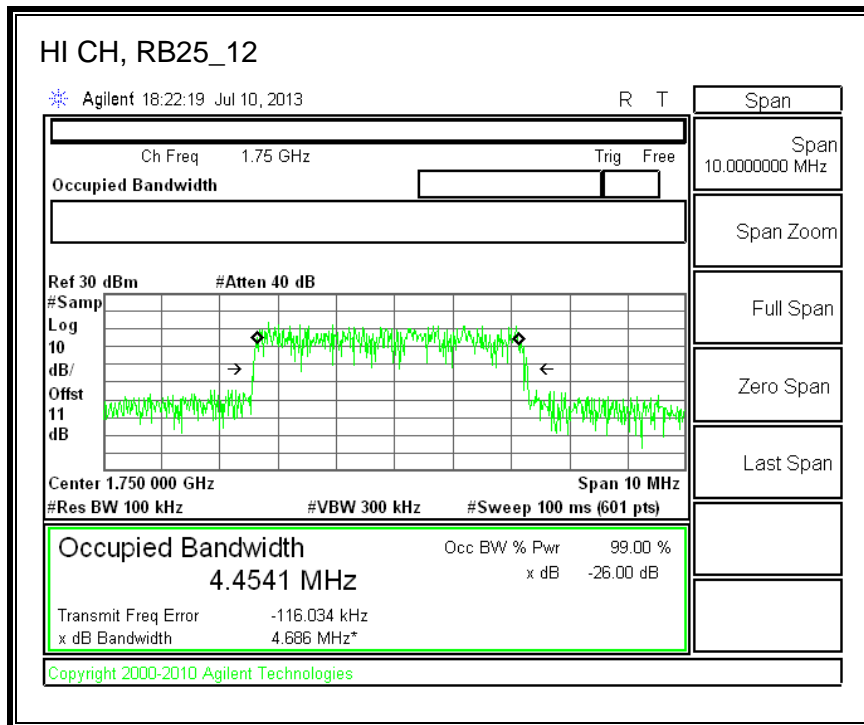 HI CH, RB25_12
Agilent 18:22:19 Jul 10, 2013 R T
Span
Ch Freq 1.75 GHz Trig Free
Occupied Bandwidth
Span
10.0000000 MHz
Span Zoom
Full Span
Zero Span
Last Span
Ref 30 dBm #Atten 40 dB
#Samp
Log
10
dB/
Offst
11
dB
Center 1.750 000 GHz Span 10 MHz
#Res BW 100 kHz #VBW 300 kHz #Sweep 100 ms (601 pts)
Occupied Bandwidth Occ BW % Pwr 99.00 %
4.4541 MHz x dB -26.00 dB
Transmit Freq Error -116.034 kHz
x dB Bandwidth 4.686 MHz*
Copyright 2000-2010 Agilent Technologies